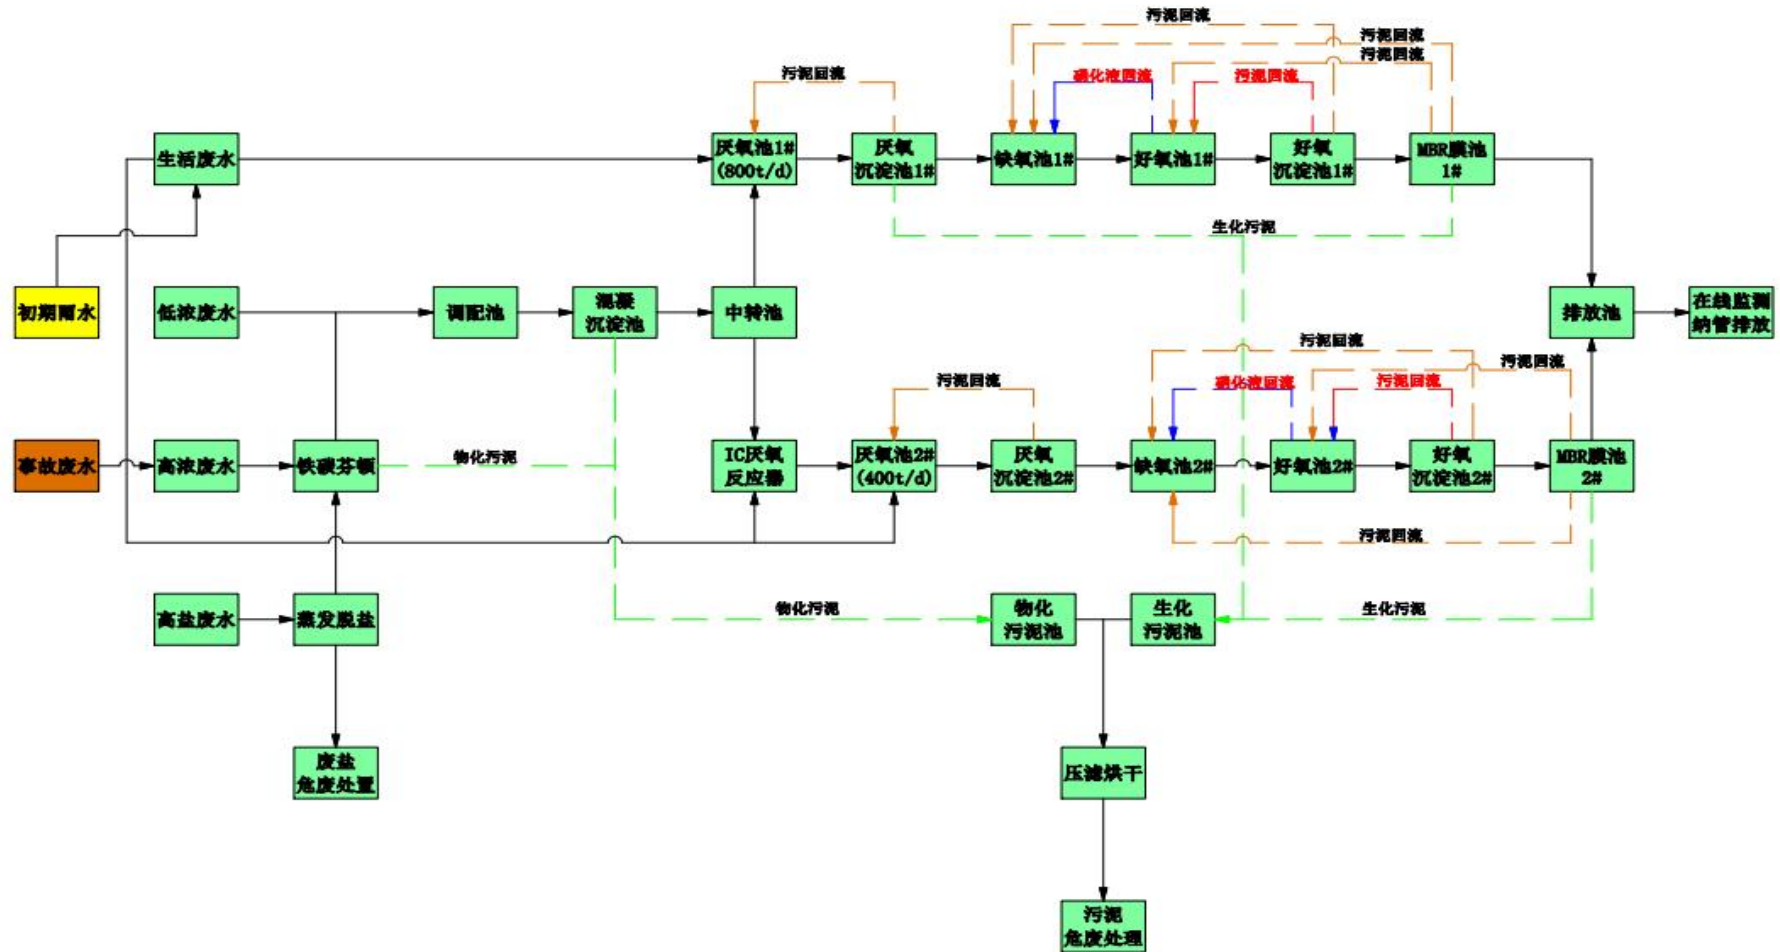 污泥回流
污泥回流
污泥回流
污泥回流
硝化液回流
污泥回流
生活废水
厌氧池1#
(800t/d)
厌氧
沉淀池1#
缺氧池1#
好氧池1#
好氧
沉淀池1#
MBR膜池
1#
生化污泥
初期雨水
低浓废水
调配池
混凝
沉淀池
中转池
排放池
在线监测
纳管排放
污泥回流
污泥回流
污泥回流
硝化液回流
污泥回流
事故废水
高浓废水
铁碳芬顿
物化污泥
IC厌氧
反应器
厌氧池2#
(400t/d)
厌氧
沉淀池2#
缺氧池2#
好氧池2#
好氧
沉淀池2#
MBR膜池
2#
污泥回流
高盐废水
蒸发脱盐
物化污泥
物化
污泥池
生化
污泥池
生化污泥
废盐
危废处置
压滤烘干
污泥
危废处理